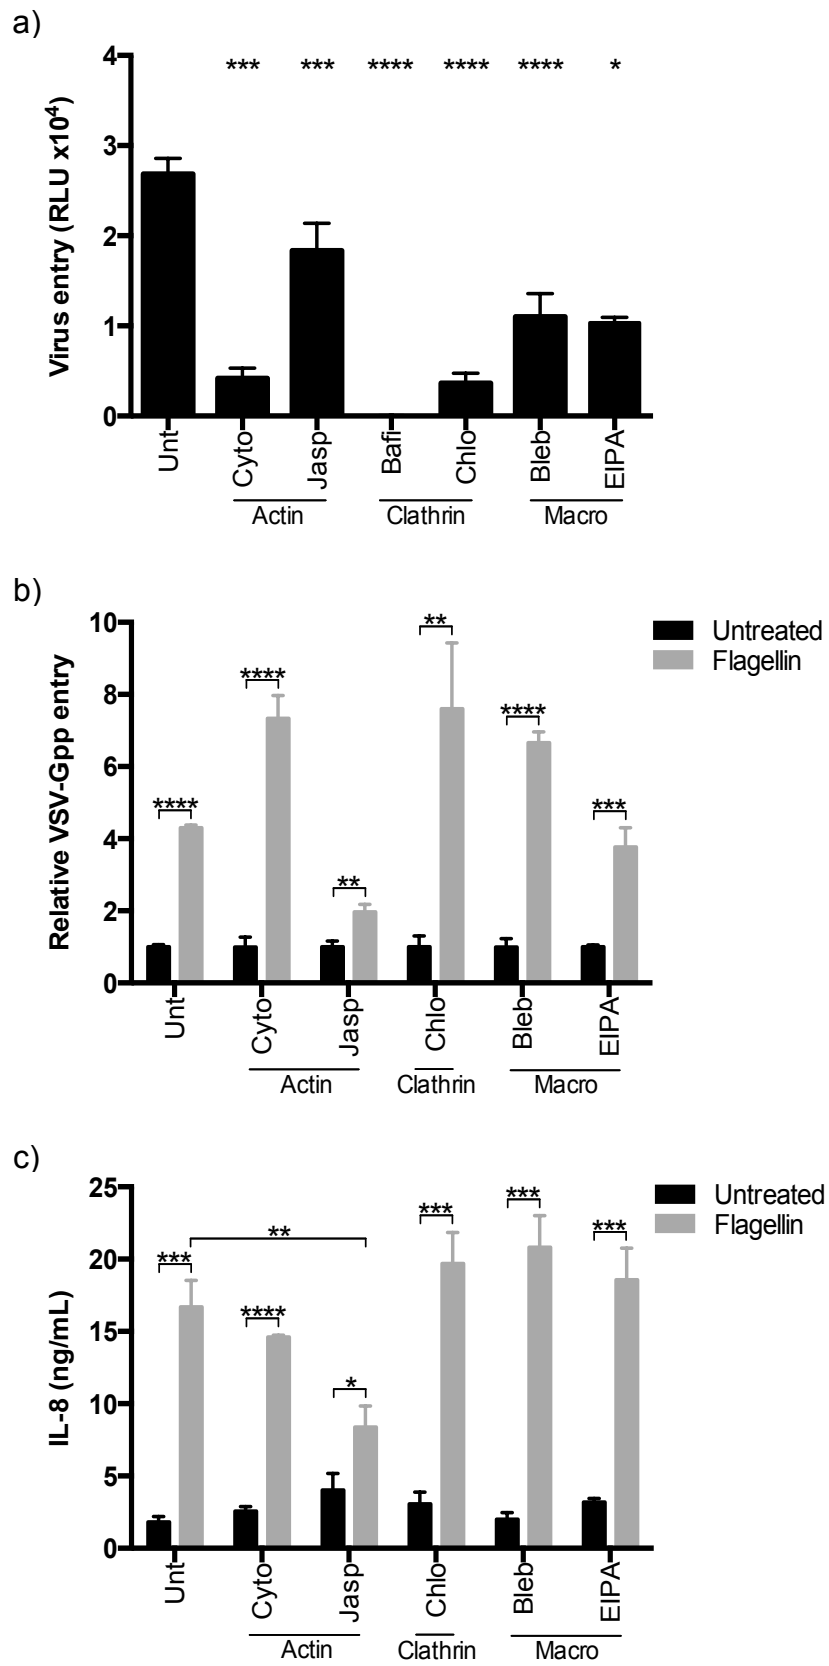 a)
Virus entry (RLU x10⁴)
4
3
2
1
0
*** *** **** **** **** *
Unt Cyto Jasp Bafi Chlo Bleb EIPA
Actin Clathrin Macro
b)
Relative VSV-Gpp entry
10
8
6
4
2
0
**** **** ** ** **** ***
Untreated
Flagellin
Unt Cyto Jasp Chlo Bleb EIPA
Actin Clathrin Macro
c)
IL-8 (ng/mL)
25
20
15
10
5
0
**
*** **** * *** *** ***
Untreated
Flagellin
Unt Cyto Jasp Chlo Bleb EIPA
Actin Clathrin Macro